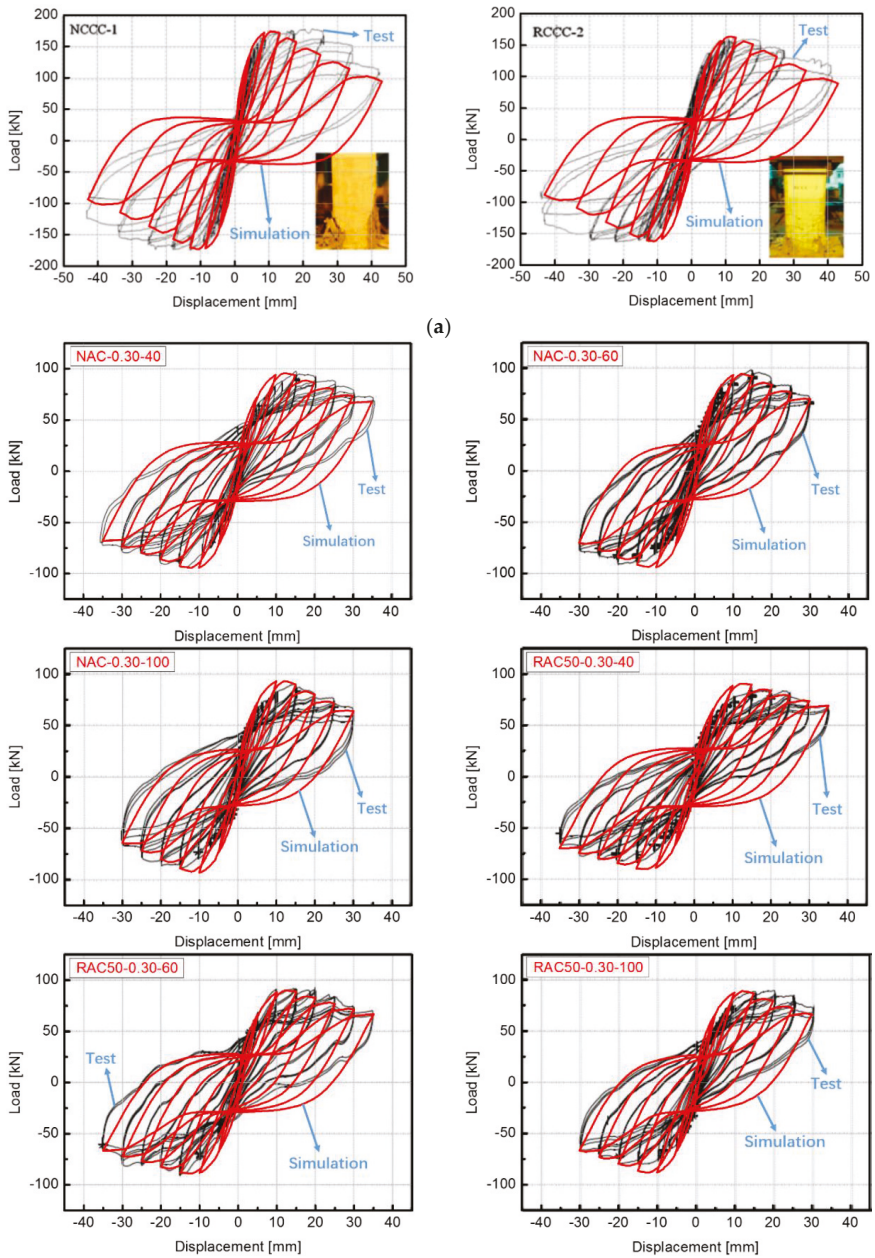 NCCC-1
Test
Simulation
Load [kN]
200
150
100
50
0
-50
-100
-150
-200
-50 -40 -30 -20 -10 0 10 20 30 40 50
Displacement [mm]
RCCC-2
Test
Simulation
Load [kN]
200
150
100
50
0
-50
-100
-150
-200
-50 -40 -30 -20 -10 0 10 20 30 40 50
Displacement [mm]
(a)
NAC-0.30-40
Test
Simulation
Load [kN]
100
50
0
-50
-100
-40 -30 -20 -10 0 10 20 30 40
Displacement [mm]
NAC-0.30-60
Test
Simulation
Load [kN]
100
50
0
-50
-100
-40 -30 -20 -10 0 10 20 30 40
Displacement [mm]
NAC-0.30-100
Test
Simulation
Load [kN]
100
50
0
-50
-100
-40 -30 -20 -10 0 10 20 30 40
Displacement [mm]
RAC50-0.30-40
Test
Simulation
Load [kN]
100
50
0
-50
-100
-40 -30 -20 -10 0 10 20 30 40
Displacement [mm]
RAC50-0.30-60
Test
Simulation
Load [kN]
100
50
0
-50
-100
-40 -30 -20 -10 0 10 20 30 40
Displacement [mm]
RAC50-0.30-100
Test
Simulation
Load [kN]
100
50
0
-50
-100
-40 -30 -20 -10 0 10 20 30 40
Displacement [mm]